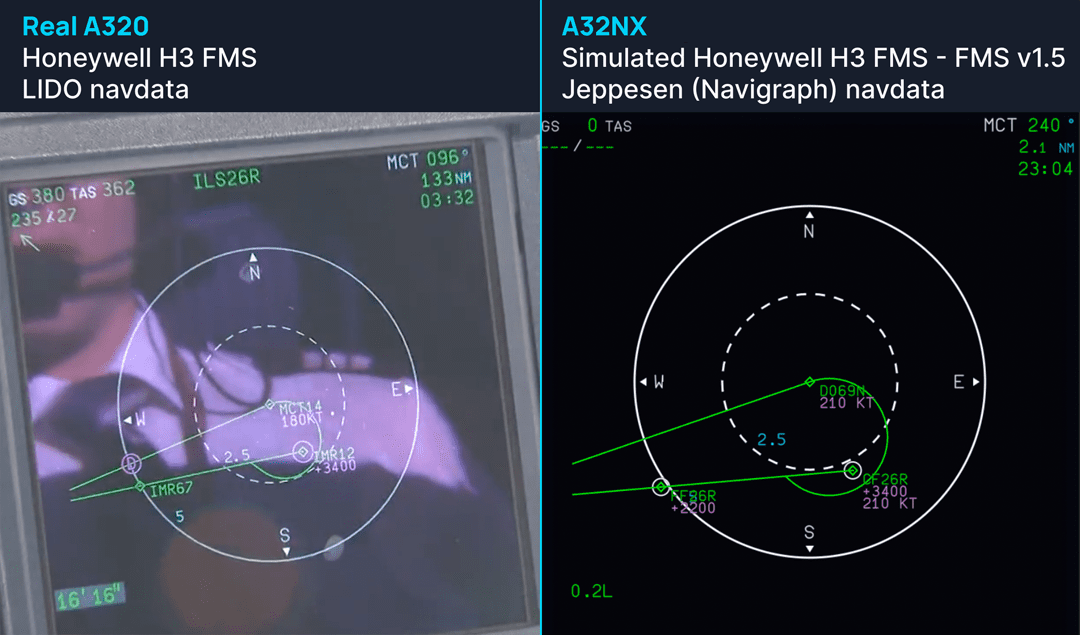 Real A320
Honeywell H3 FMS
LIDO navdata
GS 380 TAS 362
235/27
ILS26R
MCT 096°
133NM
03:32
N
W
E
MCT14
180KT
D
2.5
IMR12
+3400
IMR67
5
S
16'16"
A32NX
Simulated Honeywell H3 FMS - FMS v1.5
Jeppesen (Navigraph) navdata
GS 0 TAS
---/---
MCT 240°
2.1 NM
23:04
N
W
E
D069N
210 KT
2.5
CF26R
+3400
210 KT
FF26R
+2200
S
0.2L